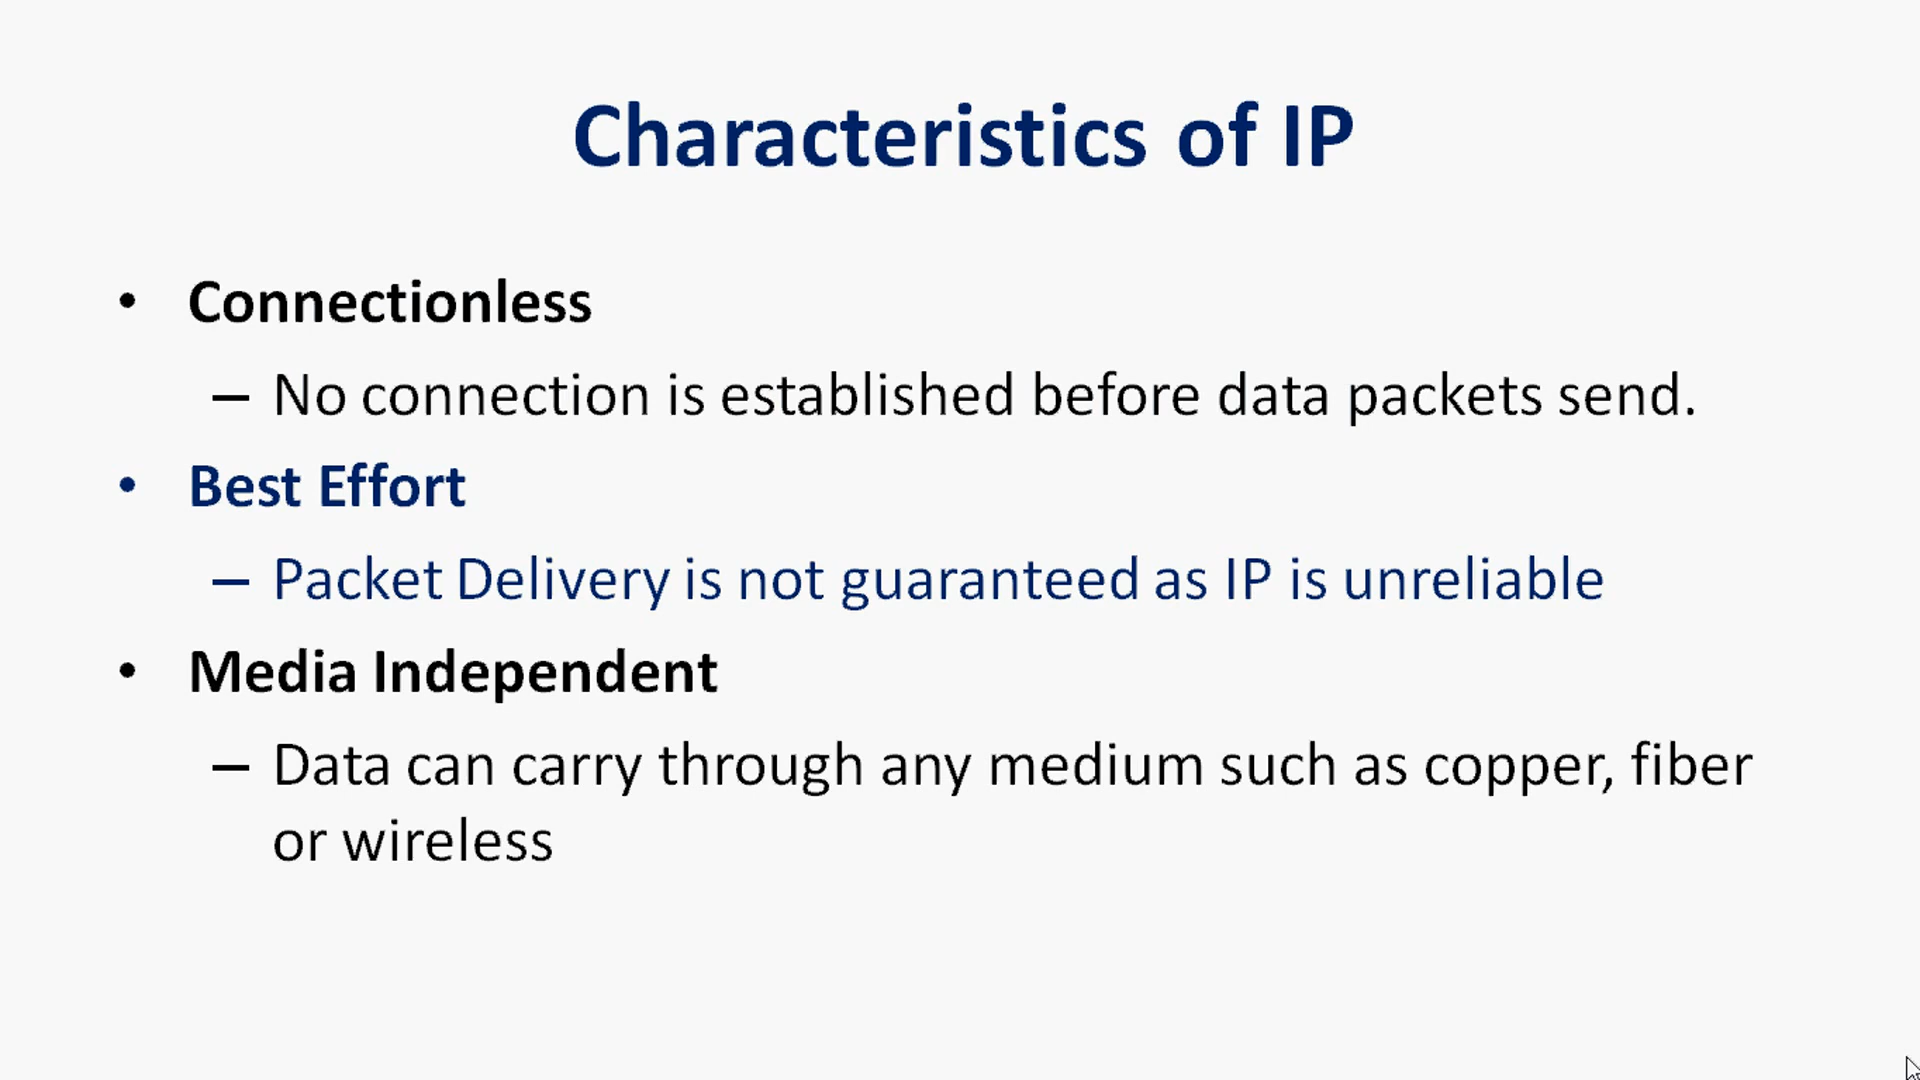 Characteristics of IP
• Connectionless
– No connection is established before data packets send.
• Best Effort
– Packet Delivery is not guaranteed as IP is unreliable
• Media Independent
– Data can carry through any medium such as copper, fiber
or wireless